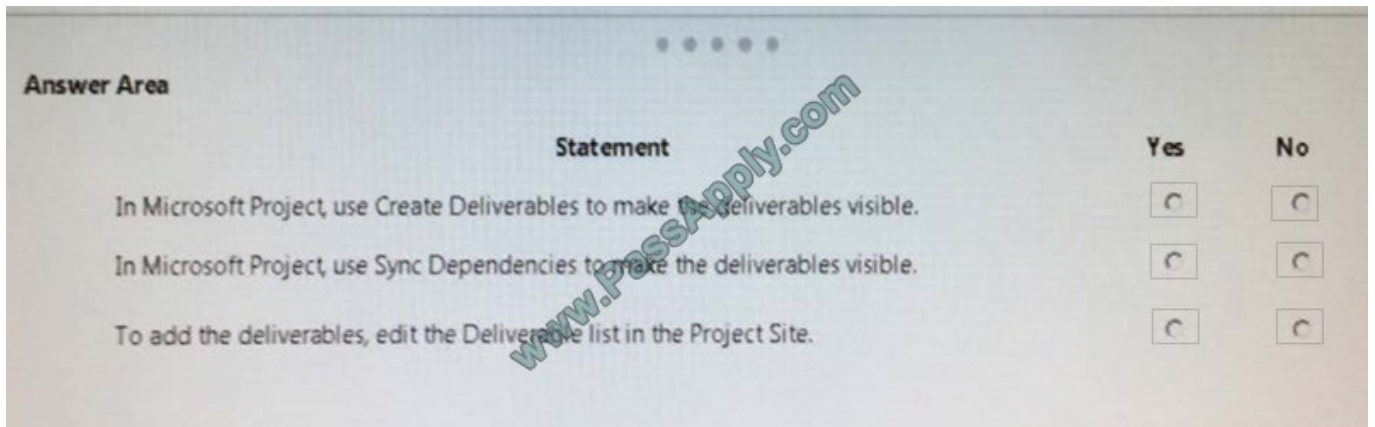 Answer Area
Statement Yes No
In Microsoft Project, use Create Deliverables to make the deliverables visible.
In Microsoft Project, use Sync Dependencies to make the deliverables visible.
To add the deliverables, edit the Deliverable list in the Project Site.
www.PassApply.com